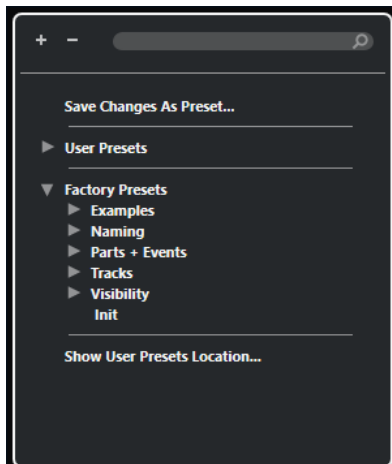 Save Changes As Preset...
User Presets
Factory Presets
Examples
Naming
Parts + Events
Tracks
Visibility
Init
Show User Presets Location...